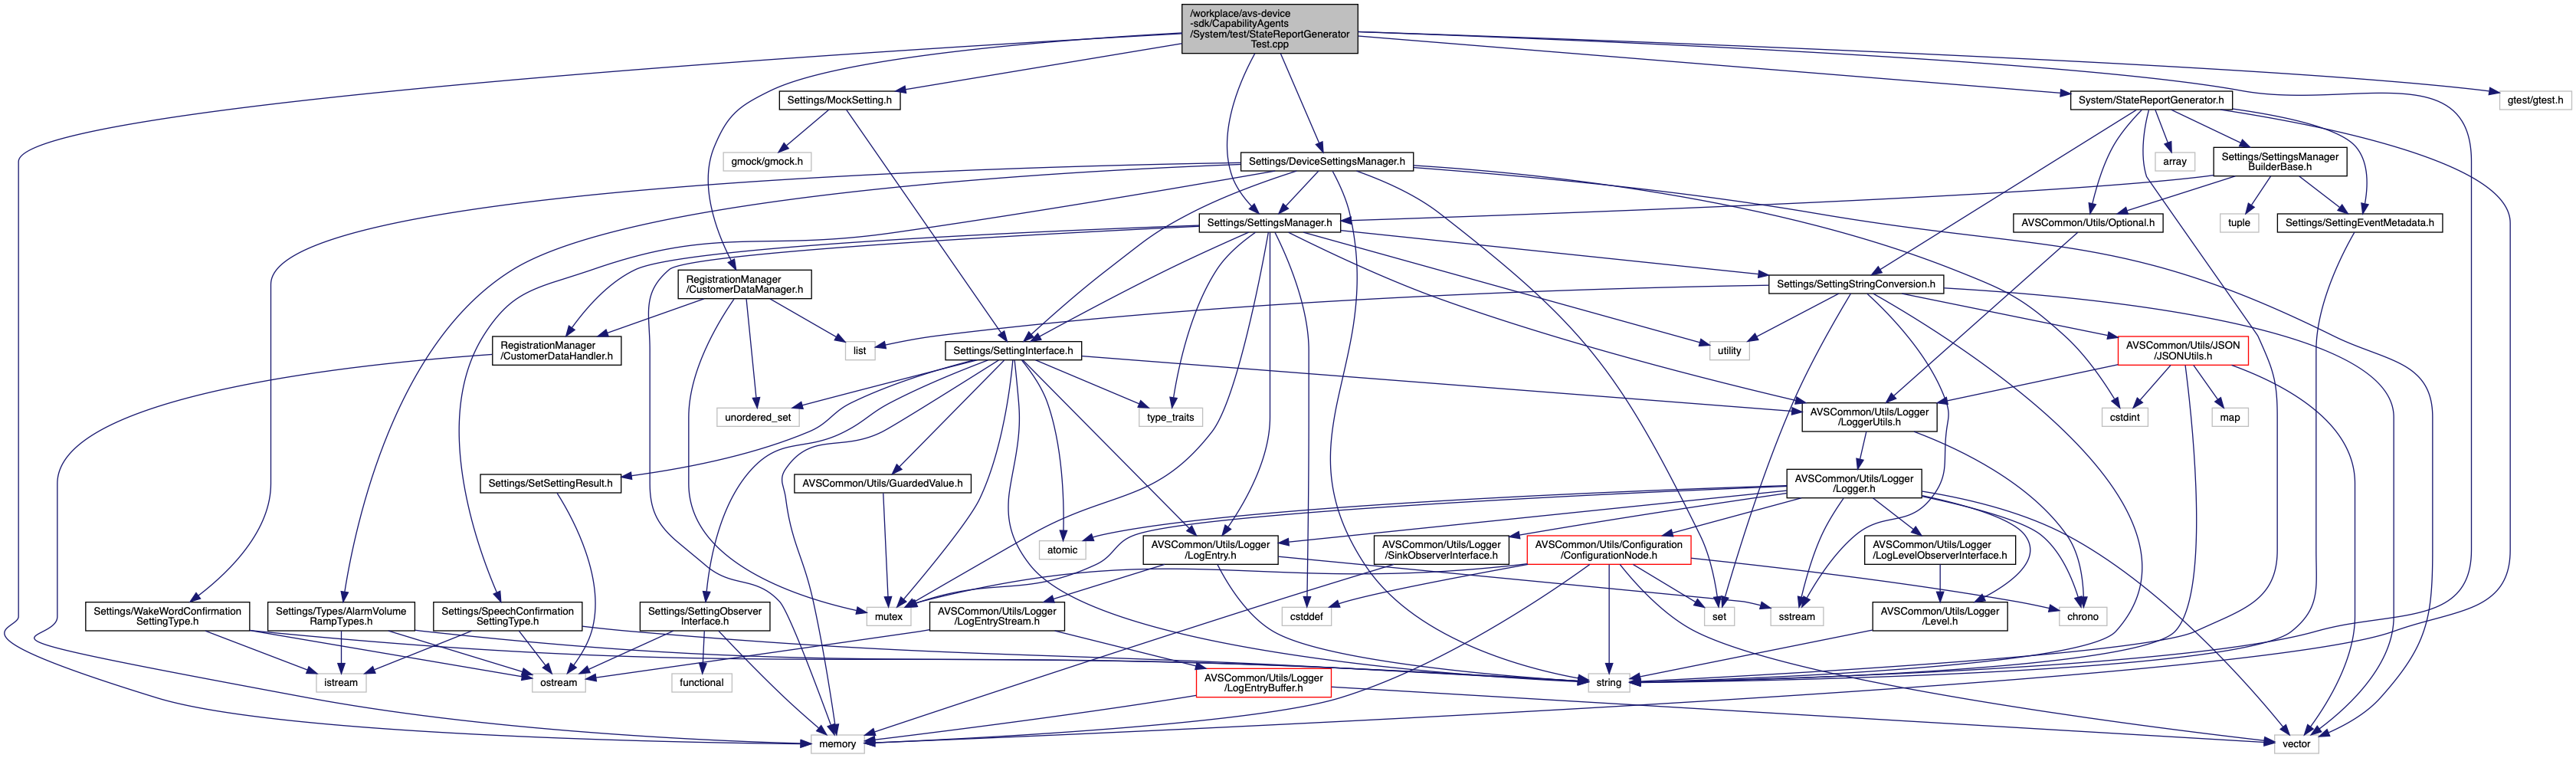 /workplace/avs-device
-sdk/CapabilityAgents
/System/test/StateReportGenerator
Test.cpp
Settings/MockSetting.h
System/StateReportGenerator.h
gtest/gtest.h
gmock/gmock.h
Settings/DeviceSettingsManager.h
array
Settings/SettingsManager
BuilderBase.h
Settings/SettingsManager.h
AVSCommon/Utils/Optional.h
tuple
Settings/SettingEventMetadata.h
RegistrationManager
/CustomerDataManager.h
Settings/SettingStringConversion.h
RegistrationManager
/CustomerDataHandler.h
list
Settings/SettingInterface.h
utility
AVSCommon/Utils/JSON
/JSONUtils.h
unordered_set
type_traits
AVSCommon/Utils/Logger
/LoggerUtils.h
cstdint
map
Settings/SetSettingResult.h
AVSCommon/Utils/GuardedValue.h
AVSCommon/Utils/Logger
/Logger.h
atomic
AVSCommon/Utils/Logger
/LogEntry.h
AVSCommon/Utils/Logger
/SinkObserverInterface.h
AVSCommon/Utils/Configuration
/ConfigurationNode.h
AVSCommon/Utils/Logger
/LogLevelObserverInterface.h
Settings/WakeWordConfirmation
SettingType.h
Settings/Types/AlarmVolume
RampTypes.h
Settings/SpeechConfirmation
SettingType.h
Settings/SettingObserver
Interface.h
mutex
AVSCommon/Utils/Logger
/LogEntryStream.h
cstddef
set
sstream
AVSCommon/Utils/Logger
/Level.h
chrono
istream
ostream
functional
AVSCommon/Utils/Logger
/LogEntryBuffer.h
string
memory
vector